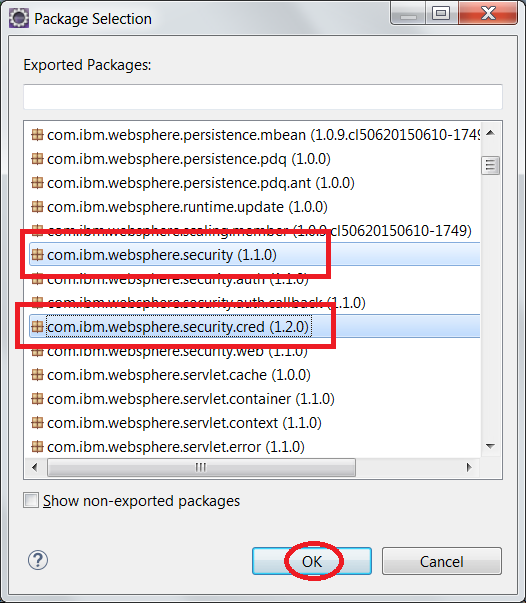 Package Selection
Exported Packages:
com.ibm.websphere.persistence.mbean (1.0.9.cl50620150610-1749)
com.ibm.websphere.persistence.pdq (1.0.0)
com.ibm.websphere.persistence.pdq.ant (1.0.0)
com.ibm.websphere.runtime.update (1.0.0)
com.ibm.websphere.scaling.member (1.0.9.cl50620150610-1749)
com.ibm.websphere.security (1.1.0)
com.ibm.websphere.security.auth (1.1.0)
com.ibm.websphere.security.auth.callback (1.1.0)
com.ibm.websphere.security.cred (1.2.0)
com.ibm.websphere.security.web (1.1.0)
com.ibm.websphere.servlet.cache (1.0.0)
com.ibm.websphere.servlet.container (1.1.0)
com.ibm.websphere.servlet.context (1.1.0)
com.ibm.websphere.servlet.error (1.1.0)
Show non-exported packages
OK
Cancel